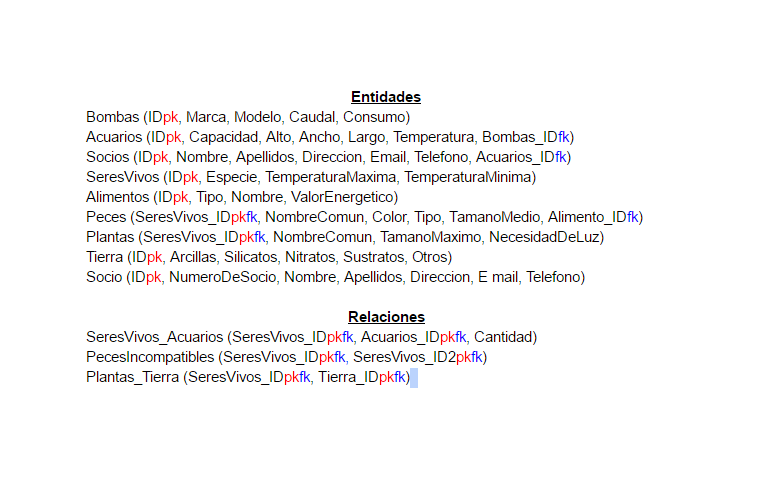 Entidades
Bombas (IDpk, Marca, Modelo, Caudal, Consumo)
Acuarios (IDpk, Capacidad, Alto, Ancho, Largo, Temperatura, Bombas_IDfk)
Socios (IDpk, Nombre, Apellidos, Direccion, Email, Telefono, Acuarios_IDfk)
SeresVivos (IDpk, Especie, TemperaturaMaxima, TemperaturaMinima)
Alimentos (IDpk, Tipo, Nombre, ValorEnergetico)
Peces (SeresVivos_IDpkfk, NombreComun, Color, Tipo, TamanoMedio, Alimento_IDfk)
Plantas (SeresVivos_IDpkfk, NombreComun, TamanoMaximo, NecesidadDeLuz)
Tierra (IDpk, Arcillas, Silicatos, Nitratos, Sustratos, Otros)
Socio (IDpk, NumeroDeSocio, Nombre, Apellidos, Direccion, E mail, Telefono)
Relaciones
SeresVivos_Acuarios (SeresVivos_IDpkfk, Acuarios_IDpkfk, Cantidad)
PecesIncompatibles (SeresVivos_IDpkfk, SeresVivos_ID2pkfk)
Plantas_Tierra (SeresVivos_IDpkfk, Tierra_IDpkfk)